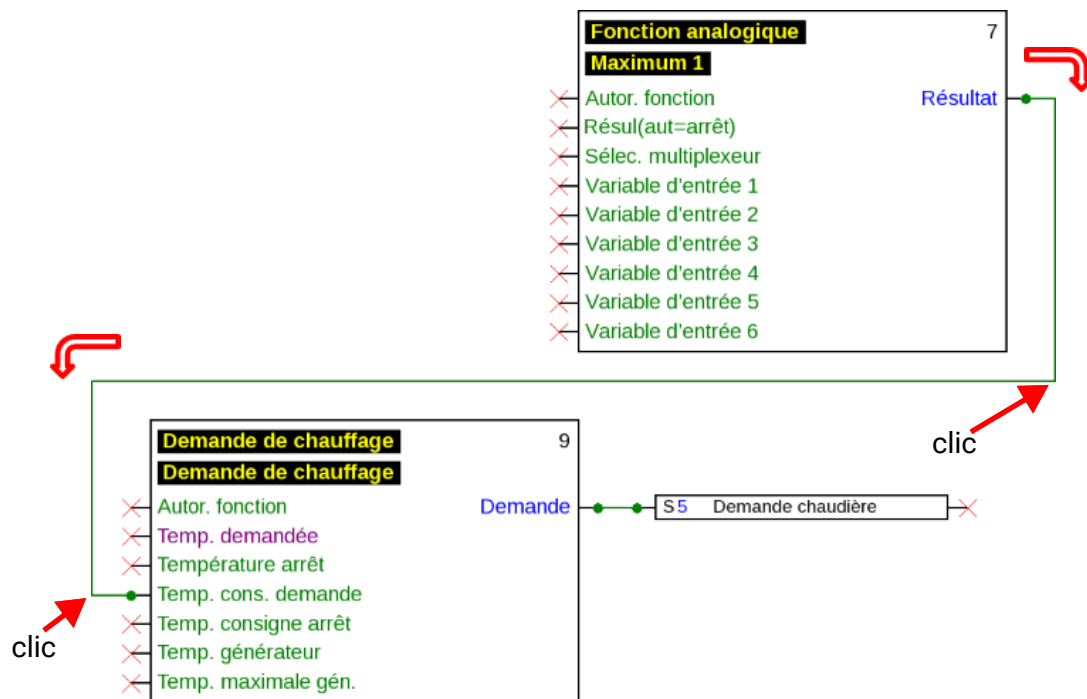 Fonction analogique 7
Maximum 1
Autor. fonction Résultat
Résul(aut=arrêt)
Sélec. multiplexeur
Variable d'entrée 1
Variable d'entrée 2
Variable d'entrée 3
Variable d'entrée 4
Variable d'entrée 5
Variable d'entrée 6
clic
Demande de chauffage 9
Demande de chauffage
Autor. fonction Demande S5 Demande chaudière
Temp. demandée
Température arrêt
Temp. cons. demande
Temp. consigne arrêt
clic
Temp. générateur
Temp. maximale gén.